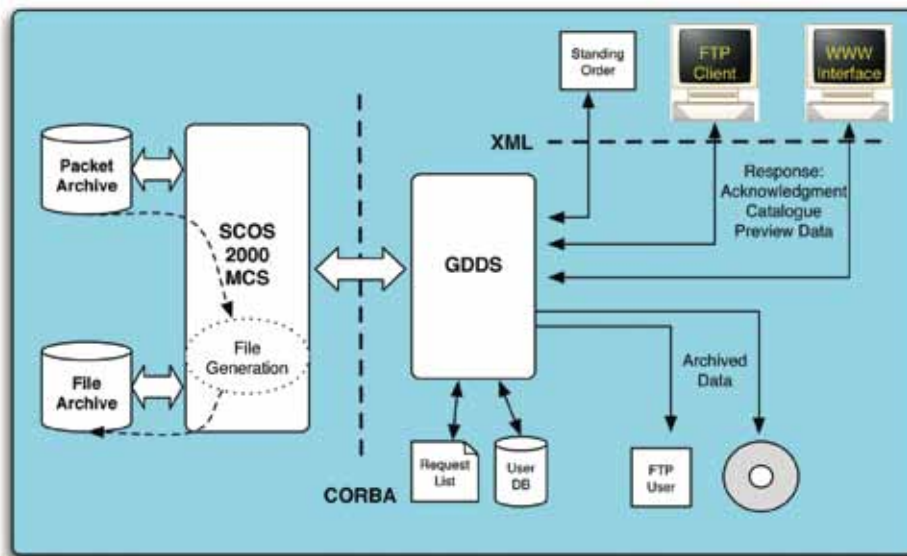 Standing
Order
FTP
Client
WWW
Interface
XML
Packet
Archive
SCOS
2000
MCS
GDDS
Response:
Acknowledgment
Catalogue
Preview Data
File
Generation
File
Archive
Archived
Data
Request
List
User
DB
FTP
User
CORBA